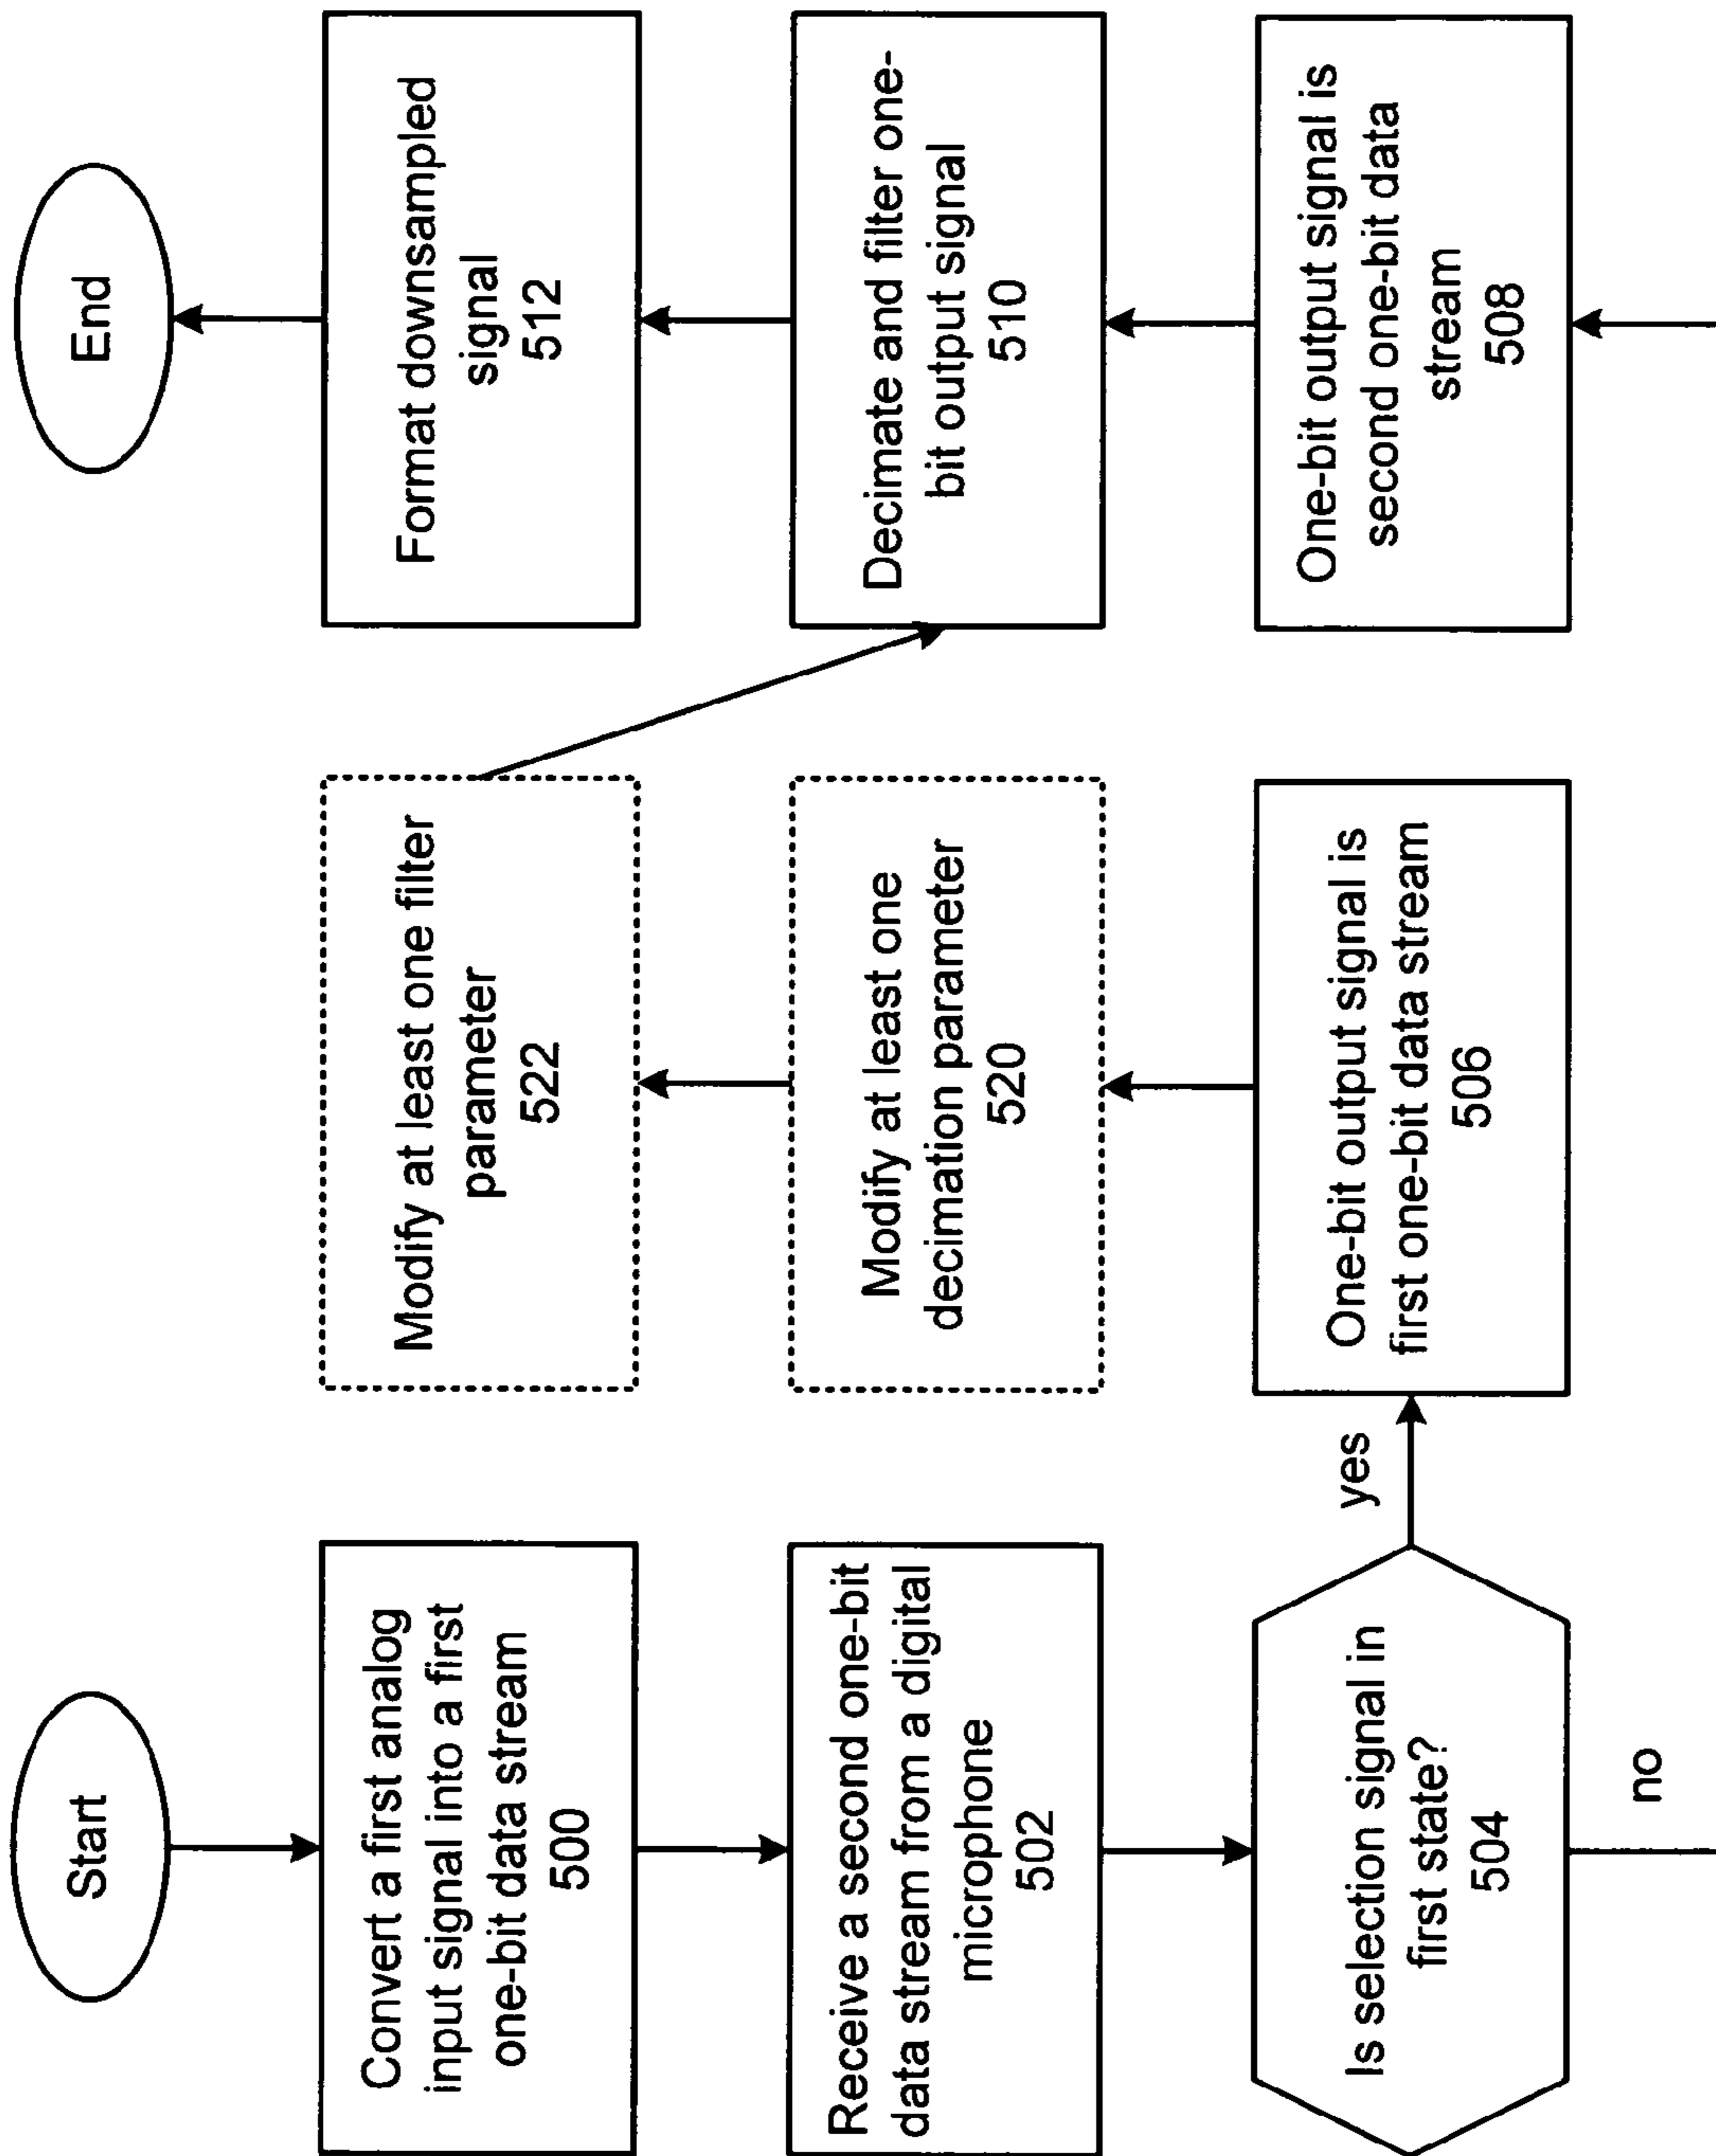 Start
Convert a first analog
input signal into a first
one-bit data stream
500
Receive a second one-bit
data stream from a digital
microphone
502
Is selection signal in
first state?
504
yes
no
One-bit output signal is
first one-bit data stream
506
Modify at least one
decimation parameter
520
Modify at least one filter
parameter
522
One-bit output signal is
second one-bit data
stream
508
Decimate and filter one-
bit output signal
510
Format downsampled
signal
512
End